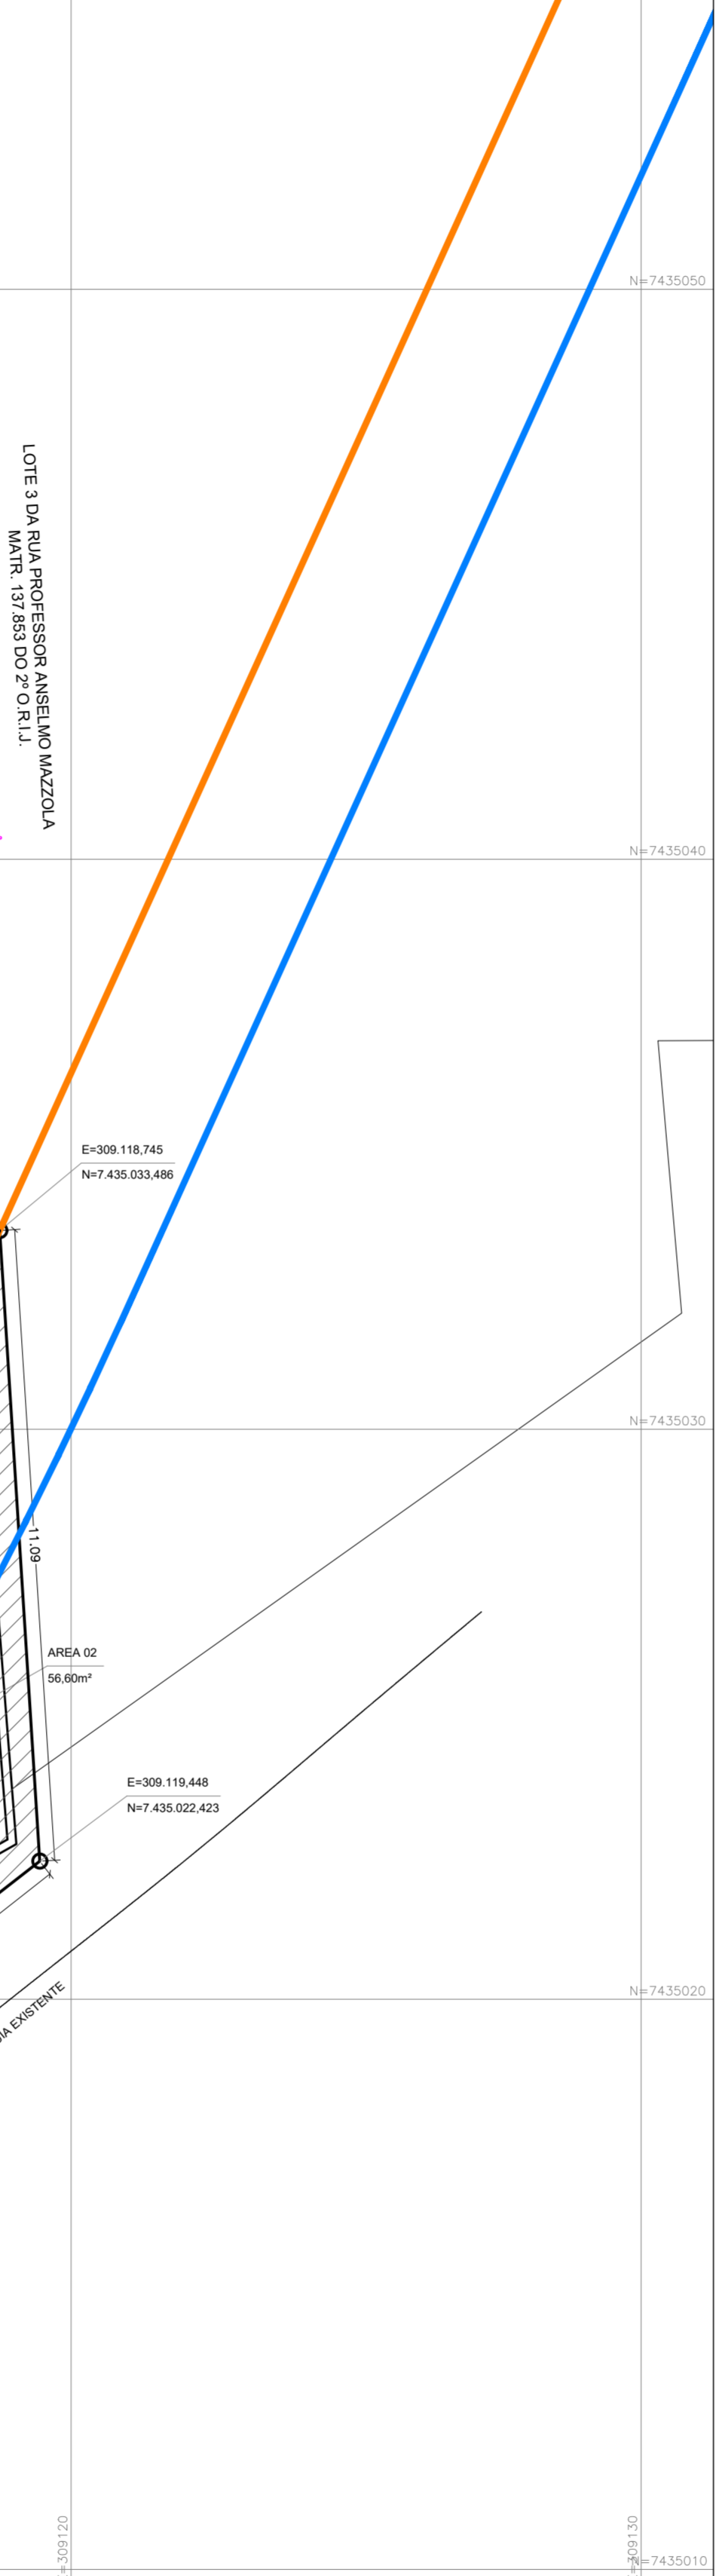 N=7435050
LOTE 3 DA RUA PROFESSOR ANSELMO MAZZOLA
MATR. 137.853 DO 2º O.R.I.J.
N=7435040
E=309.118,745
N=7.435.033,486
N=7435030
11.09
AREA 02
56,60m²
E=309.119,448
N=7.435.022,423
N=7435020
EXISTENTE
=309120
=309130
N=7435010